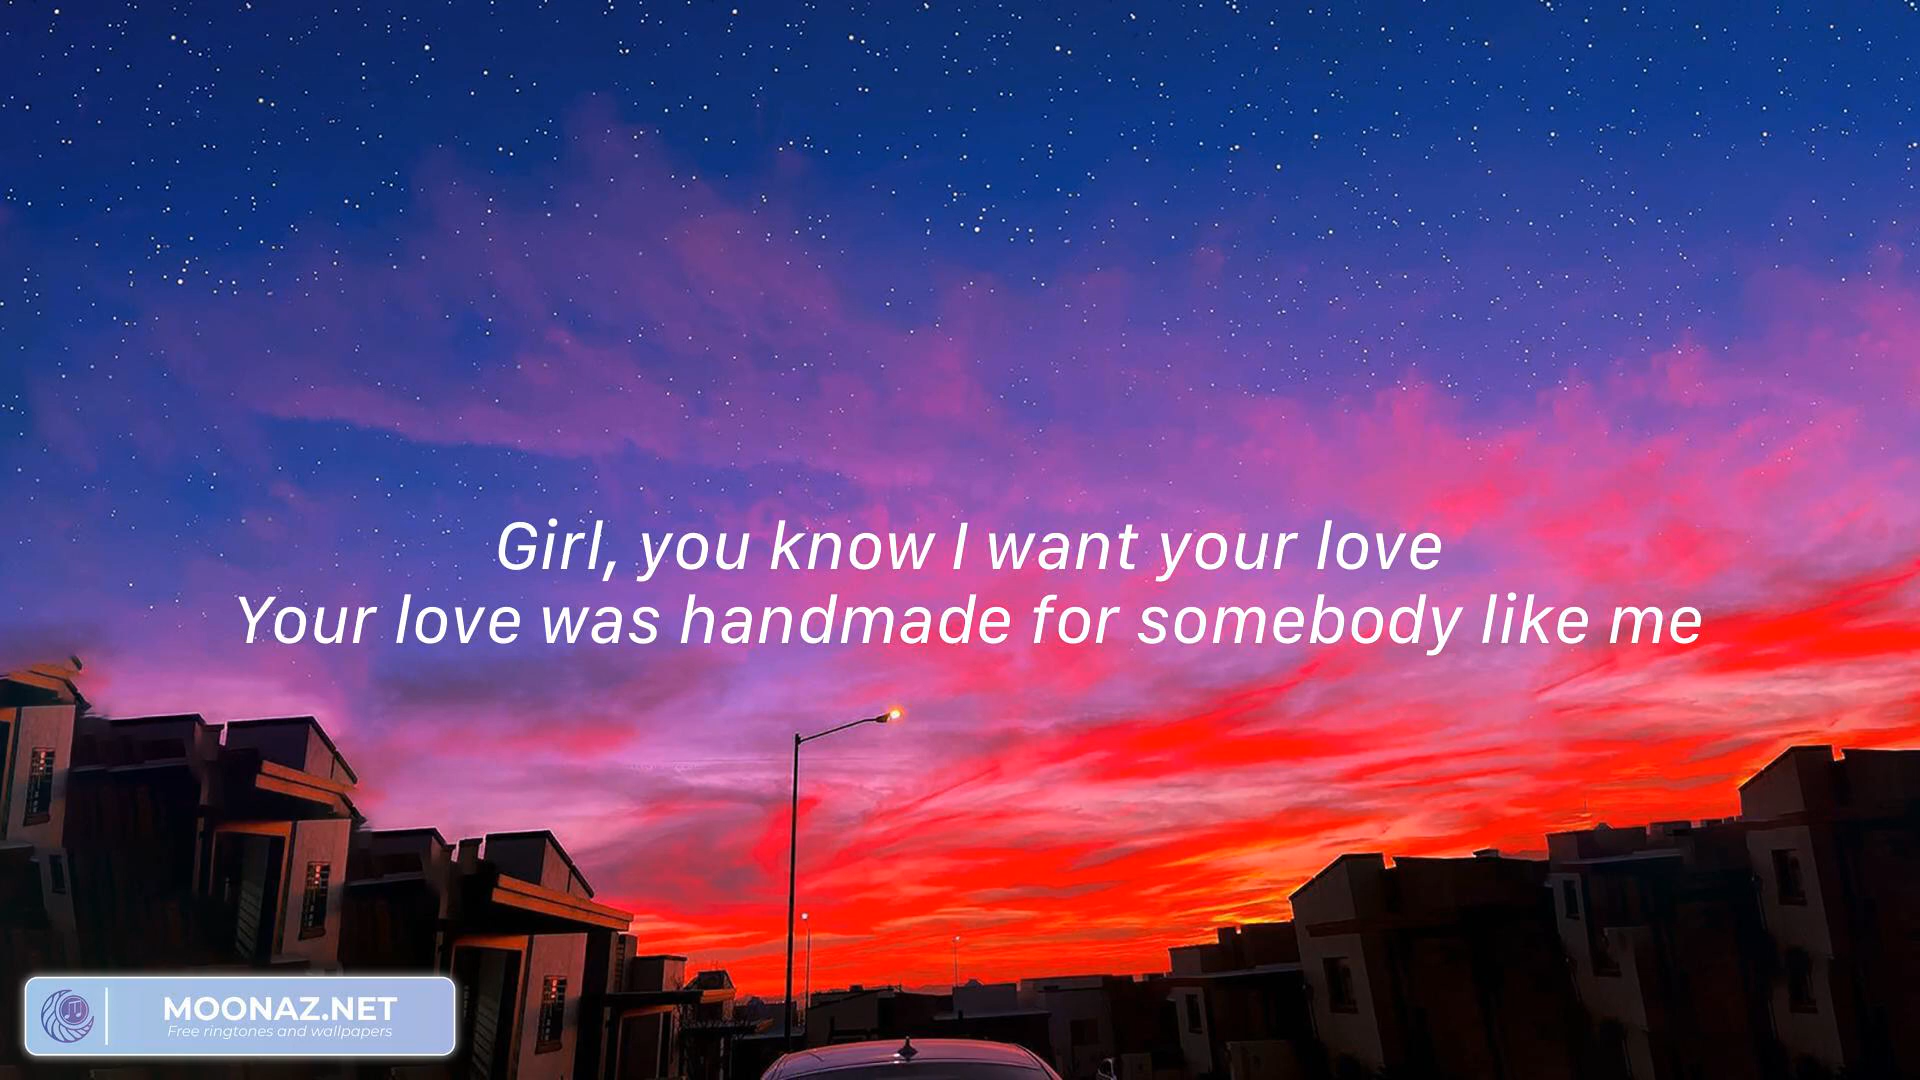 Girl, you know I want your love
Your love was handmade for somebody like me
MOONAZ.NET
Free ringtones and wallpapers